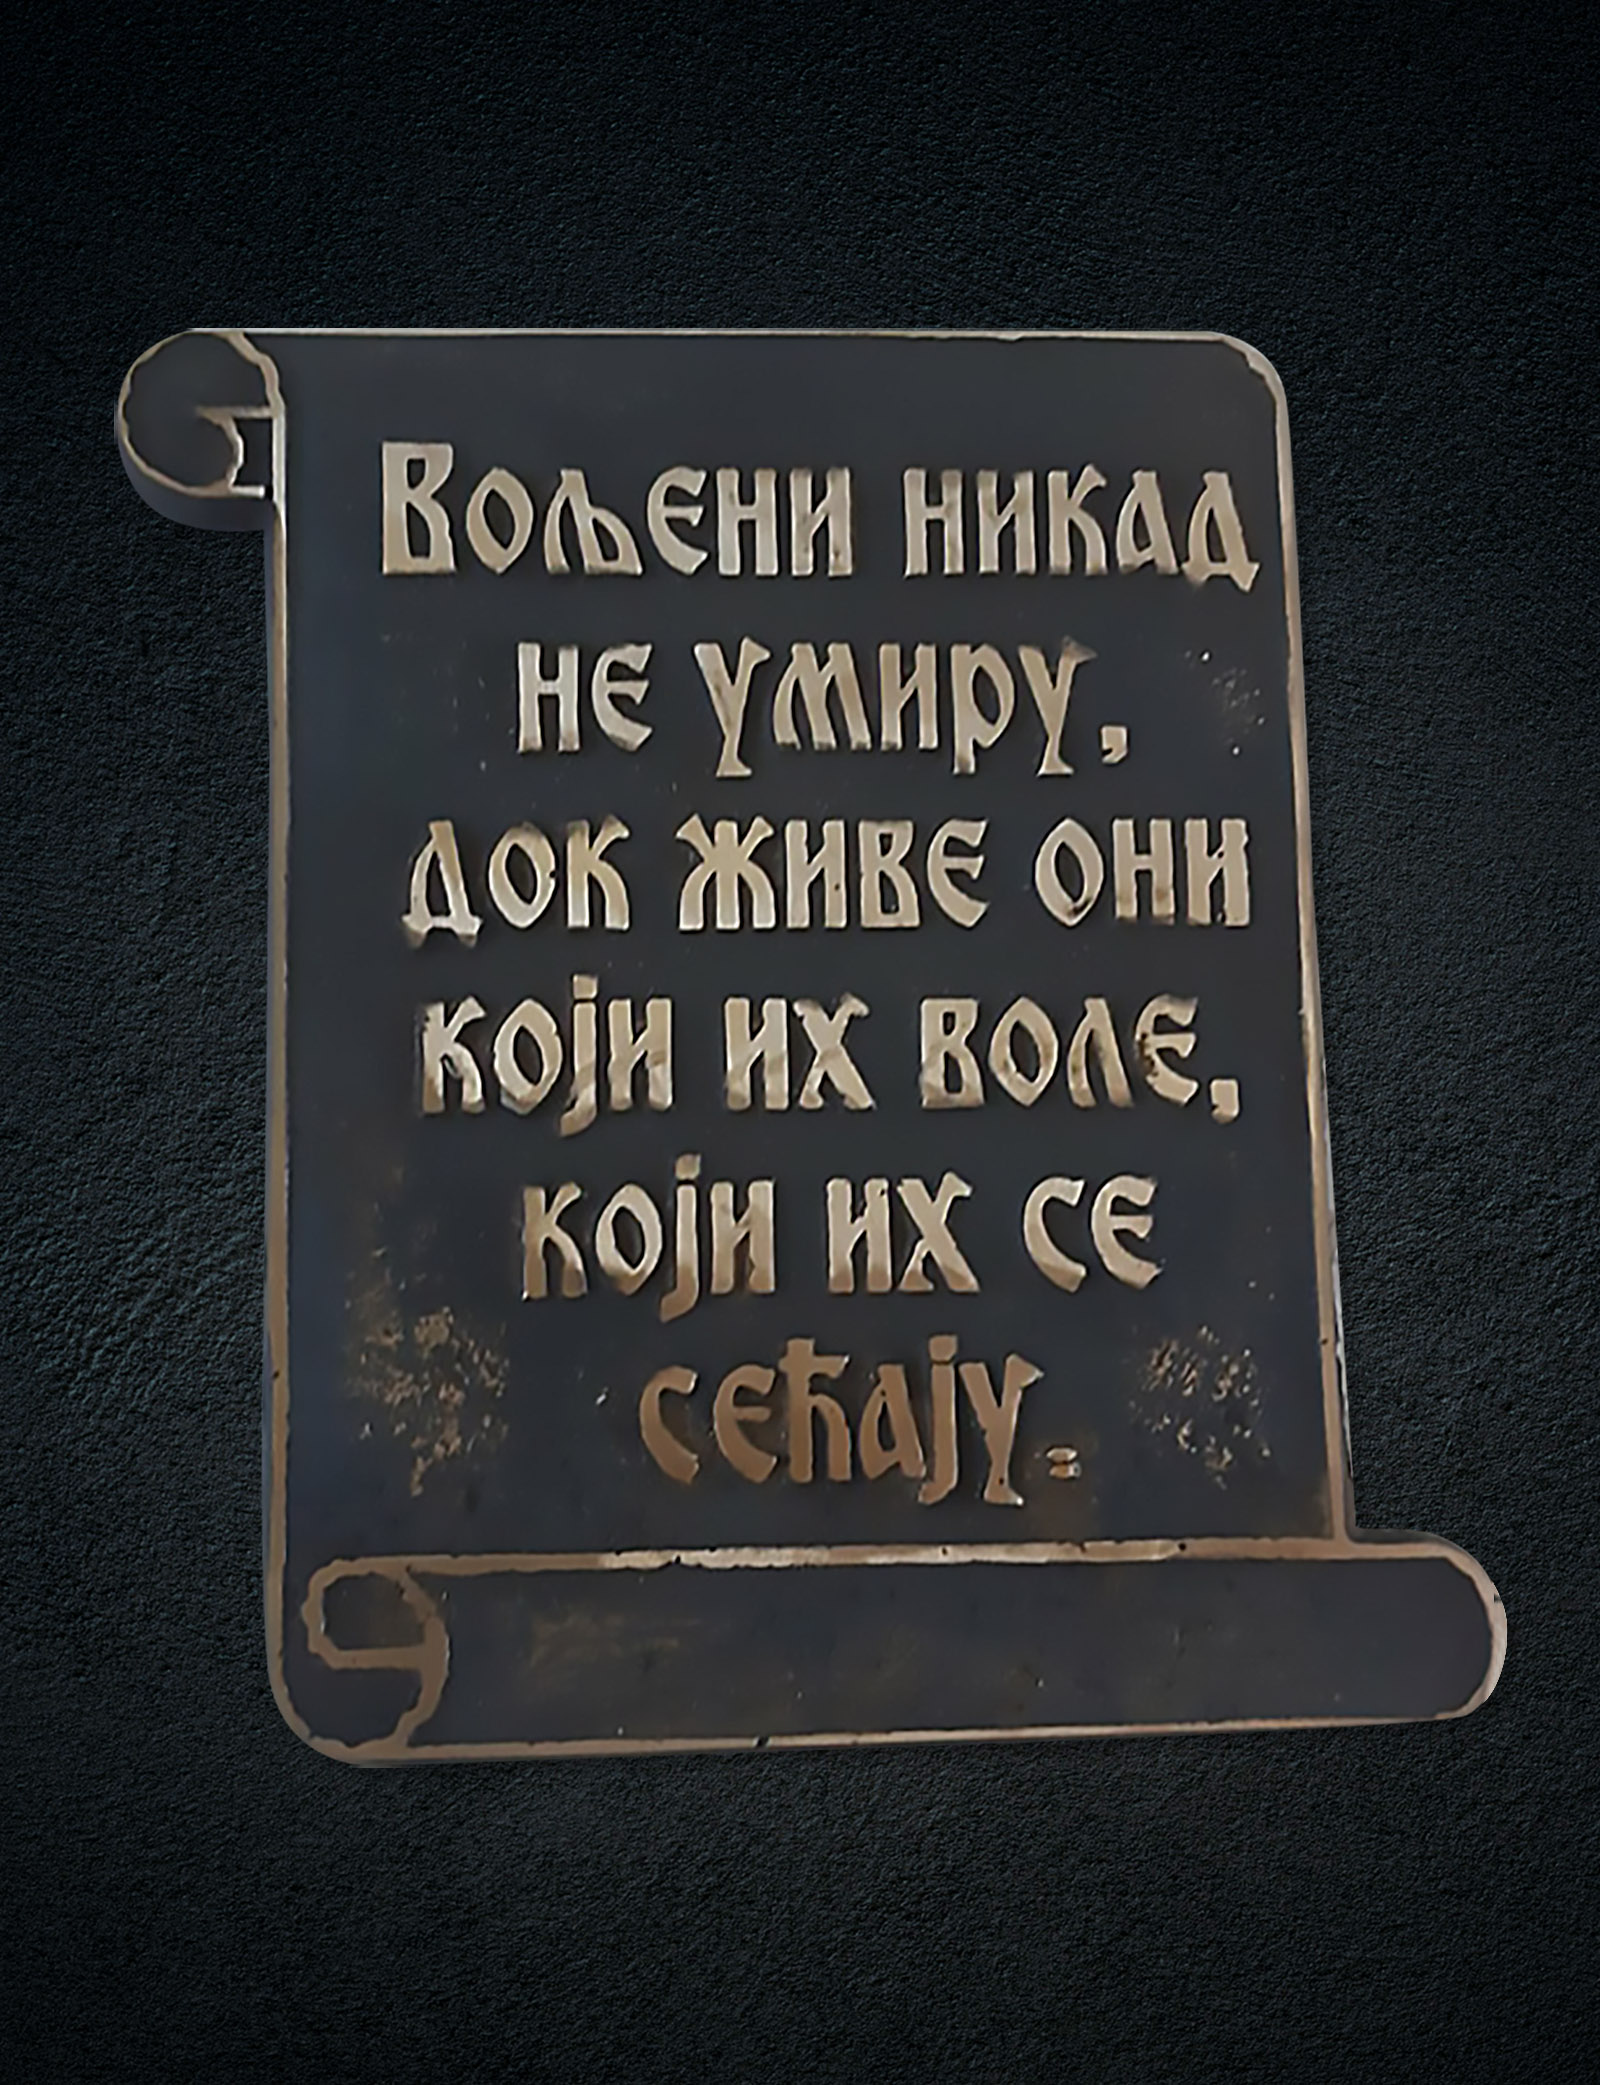 Вољени никад
не умиру,
док живе они
који их воле,
који их се
сећају.